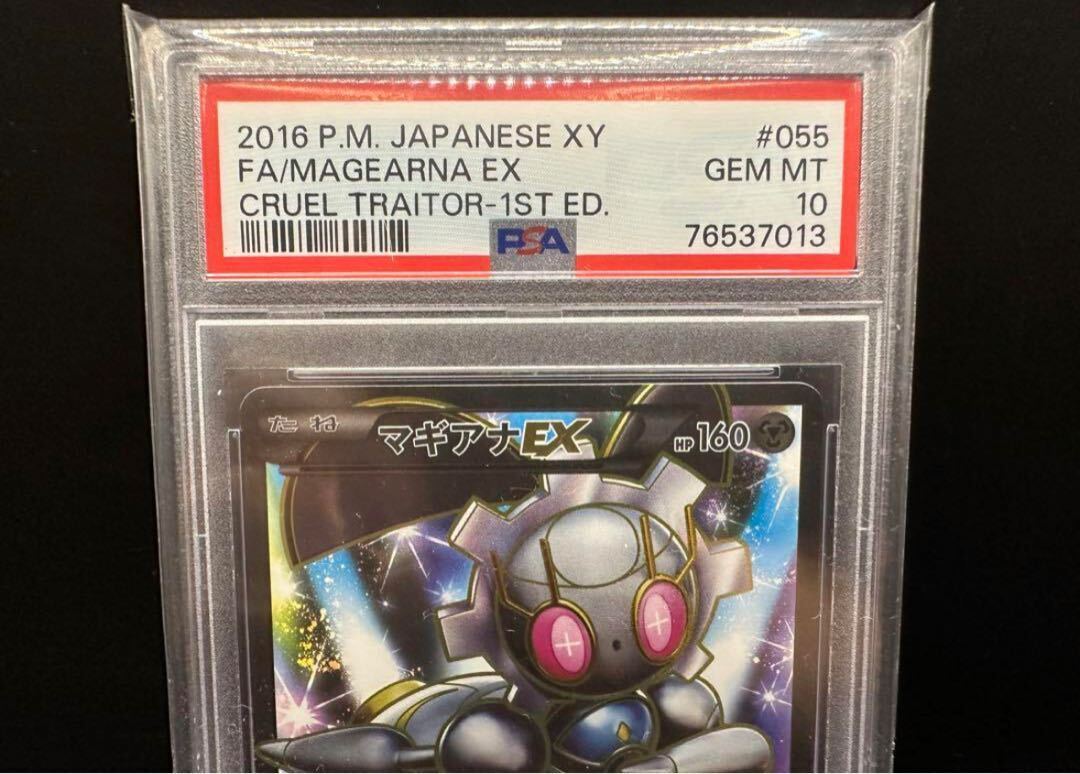 2016 P.M. JAPANESE XY #055
FA/MAGEARNA EX GEM MT
CRUEL TRAITOR-1ST ED. 10
PSA 76537013
たね マギアナEX HP160